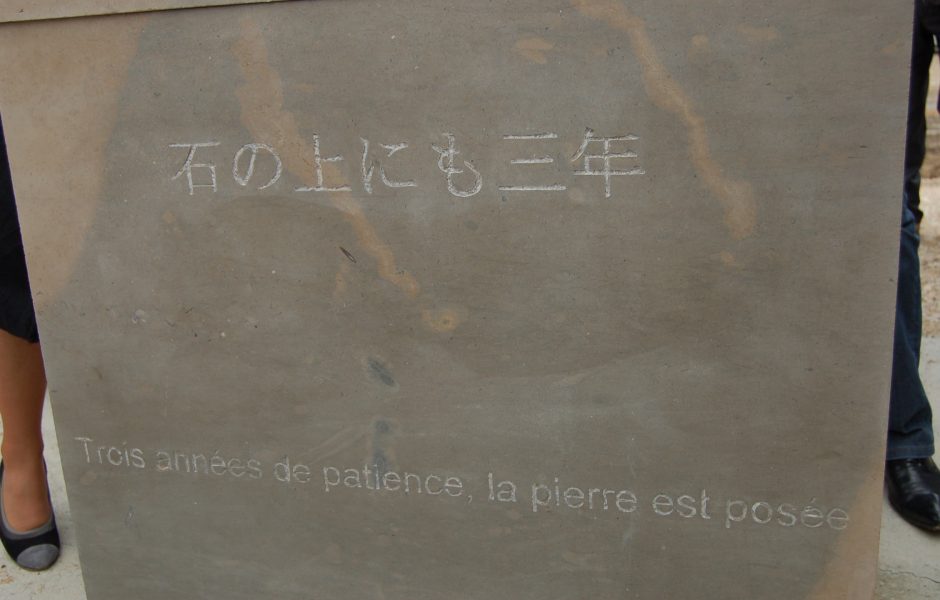 石の上にも三年
Trois années de patience, la pierre est posée